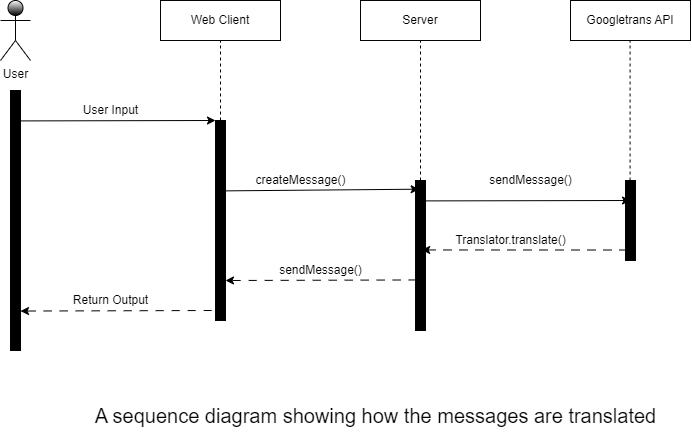 Web Client
Server
Googletrans API
User
User Input
createMessage()
sendMessage()
Translator.translate()
sendMessage()
Return Output
A sequence diagram showing how the messages are translated